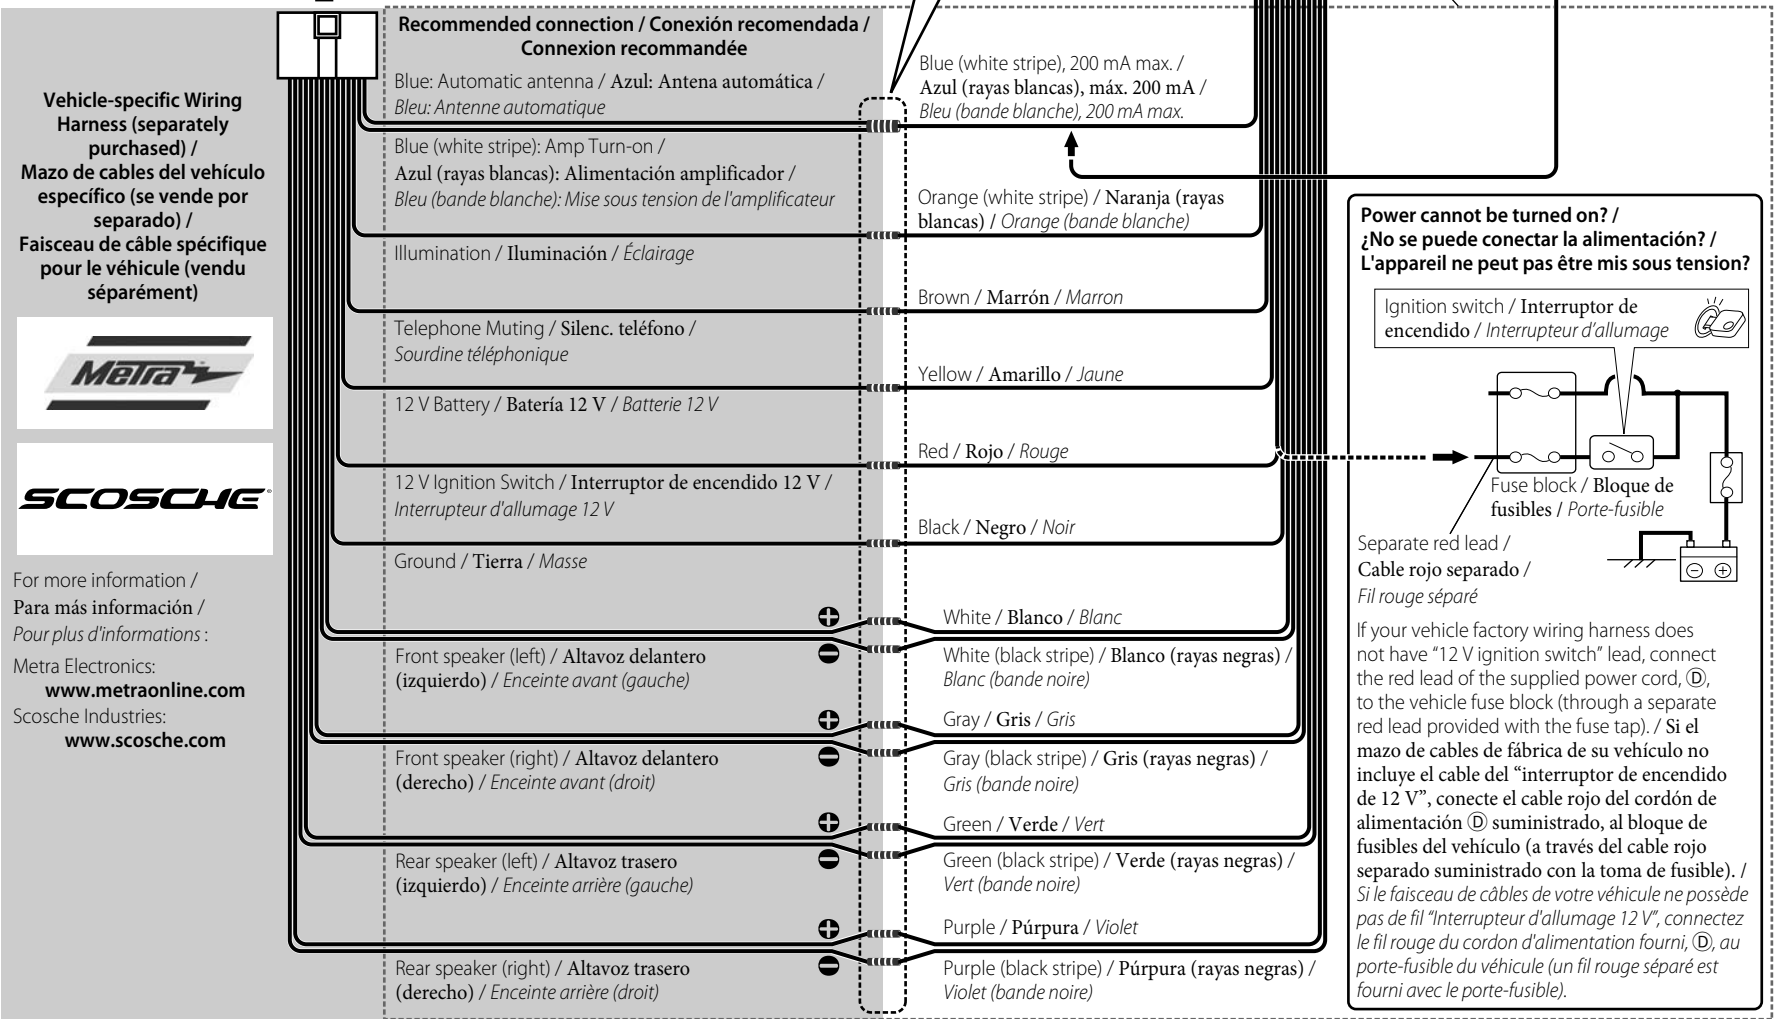 Vehicle-specific Wiring
Harness (separately
purchased) /
Mazo de cables del vehículo
específico (se vende por
separado) /
Faisceau de câble spécifique
pour le véhicule (vendu
séparément)
Metra
SCOSCHE
For more information /
Para más información /
Pour plus d'informations :
Metra Electronics:
www.metraonline.com
Scosche Industries:
www.scosche.com
Recommended connection / Conexión recomendada /
Connexion recommandée
Blue: Automatic antenna / Azul: Antena automática /
Bleu: Antenne automatique
Blue (white stripe): Amp Turn-on /
Azul (rayas blancas): Alimentación amplificador /
Bleu (bande blanche): Mise sous tension de l'amplificateur
Illumination / Iluminación / Éclairage
Telephone Muting / Silenc. teléfono /
Sourdine téléphonique
12 V Battery / Batería 12 V / Batterie 12 V
12 V Ignition Switch / Interruptor de encendido 12 V /
Interrupteur d'allumage 12 V
Ground / Tierra / Masse
Front speaker (left) / Altavoz delantero
(izquierdo) / Enceinte avant (gauche)
Front speaker (right) / Altavoz delantero
(derecho) / Enceinte avant (droit)
Rear speaker (left) / Altavoz trasero
(izquierdo) / Enceinte arrière (gauche)
Rear speaker (right) / Altavoz trasero
(derecho) / Enceinte arrière (droit)
Blue (white stripe), 200 mA max. /
Azul (rayas blancas), máx. 200 mA /
Bleu (bande blanche), 200 mA max.
Orange (white stripe) / Naranja (rayas
blancas) / Orange (bande blanche)
Brown / Marrón / Marron
Yellow / Amarillo / Jaune
Red / Rojo / Rouge
Black / Negro / Noir
White / Blanco / Blanc
White (black stripe) / Blanco (rayas negras) /
Blanc (bande noire)
Gray / Gris / Gris
Gray (black stripe) / Gris (rayas negras) /
Gris (bande noire)
Green / Verde / Vert
Green (black stripe) / Verde (rayas negras) /
Vert (bande noire)
Purple / Púrpura / Violet
Purple (black stripe) / Púrpura (rayas negras) /
Violet (bande noire)
Power cannot be turned on? /
¿No se puede conectar la alimentación? /
L'appareil ne peut pas être mis sous tension?
Ignition switch / Interruptor de
encendido / Interrupteur d’allumage
Fuse block / Bloque de
fusibles / Porte-fusible
Separate red lead /
Cable rojo separado /
Fil rouge séparé
If your vehicle factory wiring harness does
not have “12 V ignition switch” lead, connect
the red lead of the supplied power cord, Ⓓ,
to the vehicle fuse block (through a separate
red lead provided with the fuse tap). / Si el
mazo de cables de fábrica de su vehículo no
incluye el cable del “interruptor de encendido
de 12 V”, conecte el cable rojo del cordón de
alimentación Ⓓ suministrado, al bloque de
fusibles del vehículo (a través del cable rojo
separado suministrado con la toma de fusible). /
Si le faisceau de câbles de votre véhicule ne possède
pas de fil “Interrupteur d'allumage 12 V”, connectez
le fil rouge du cordon d'alimentation fourni, Ⓓ, au
porte-fusible du véhicule (un fil rouge séparé est
fourni avec le porte-fusible).